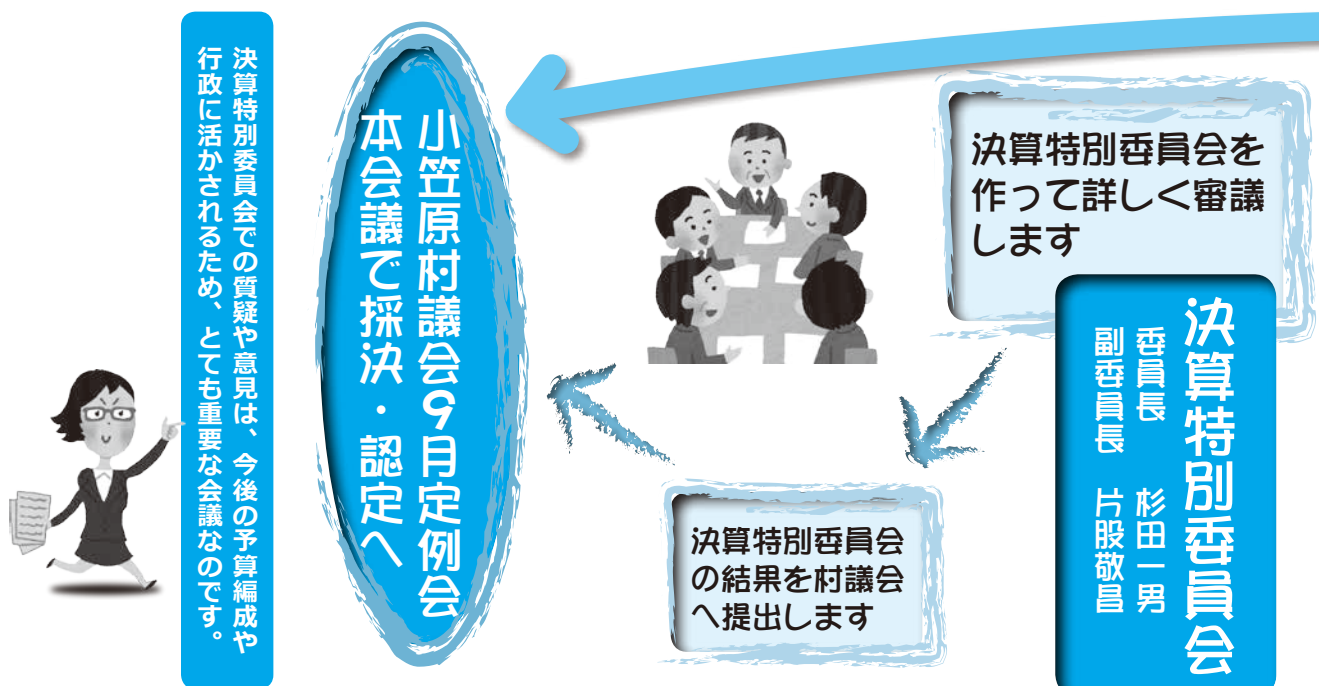 決算特別委員会を
作って詳しく審議
します
決算特別委員会
委員長 杉田一男
副委員長 片股敬昌
決算特別委員会
の結果を村議会
へ提出します
小笠原村議会9月定例会
本会議で採決・認定へ
決算特別委員会での質疑や意見は、今後の予算編成や
行政に活かされるため、とても重要な会議なのです。